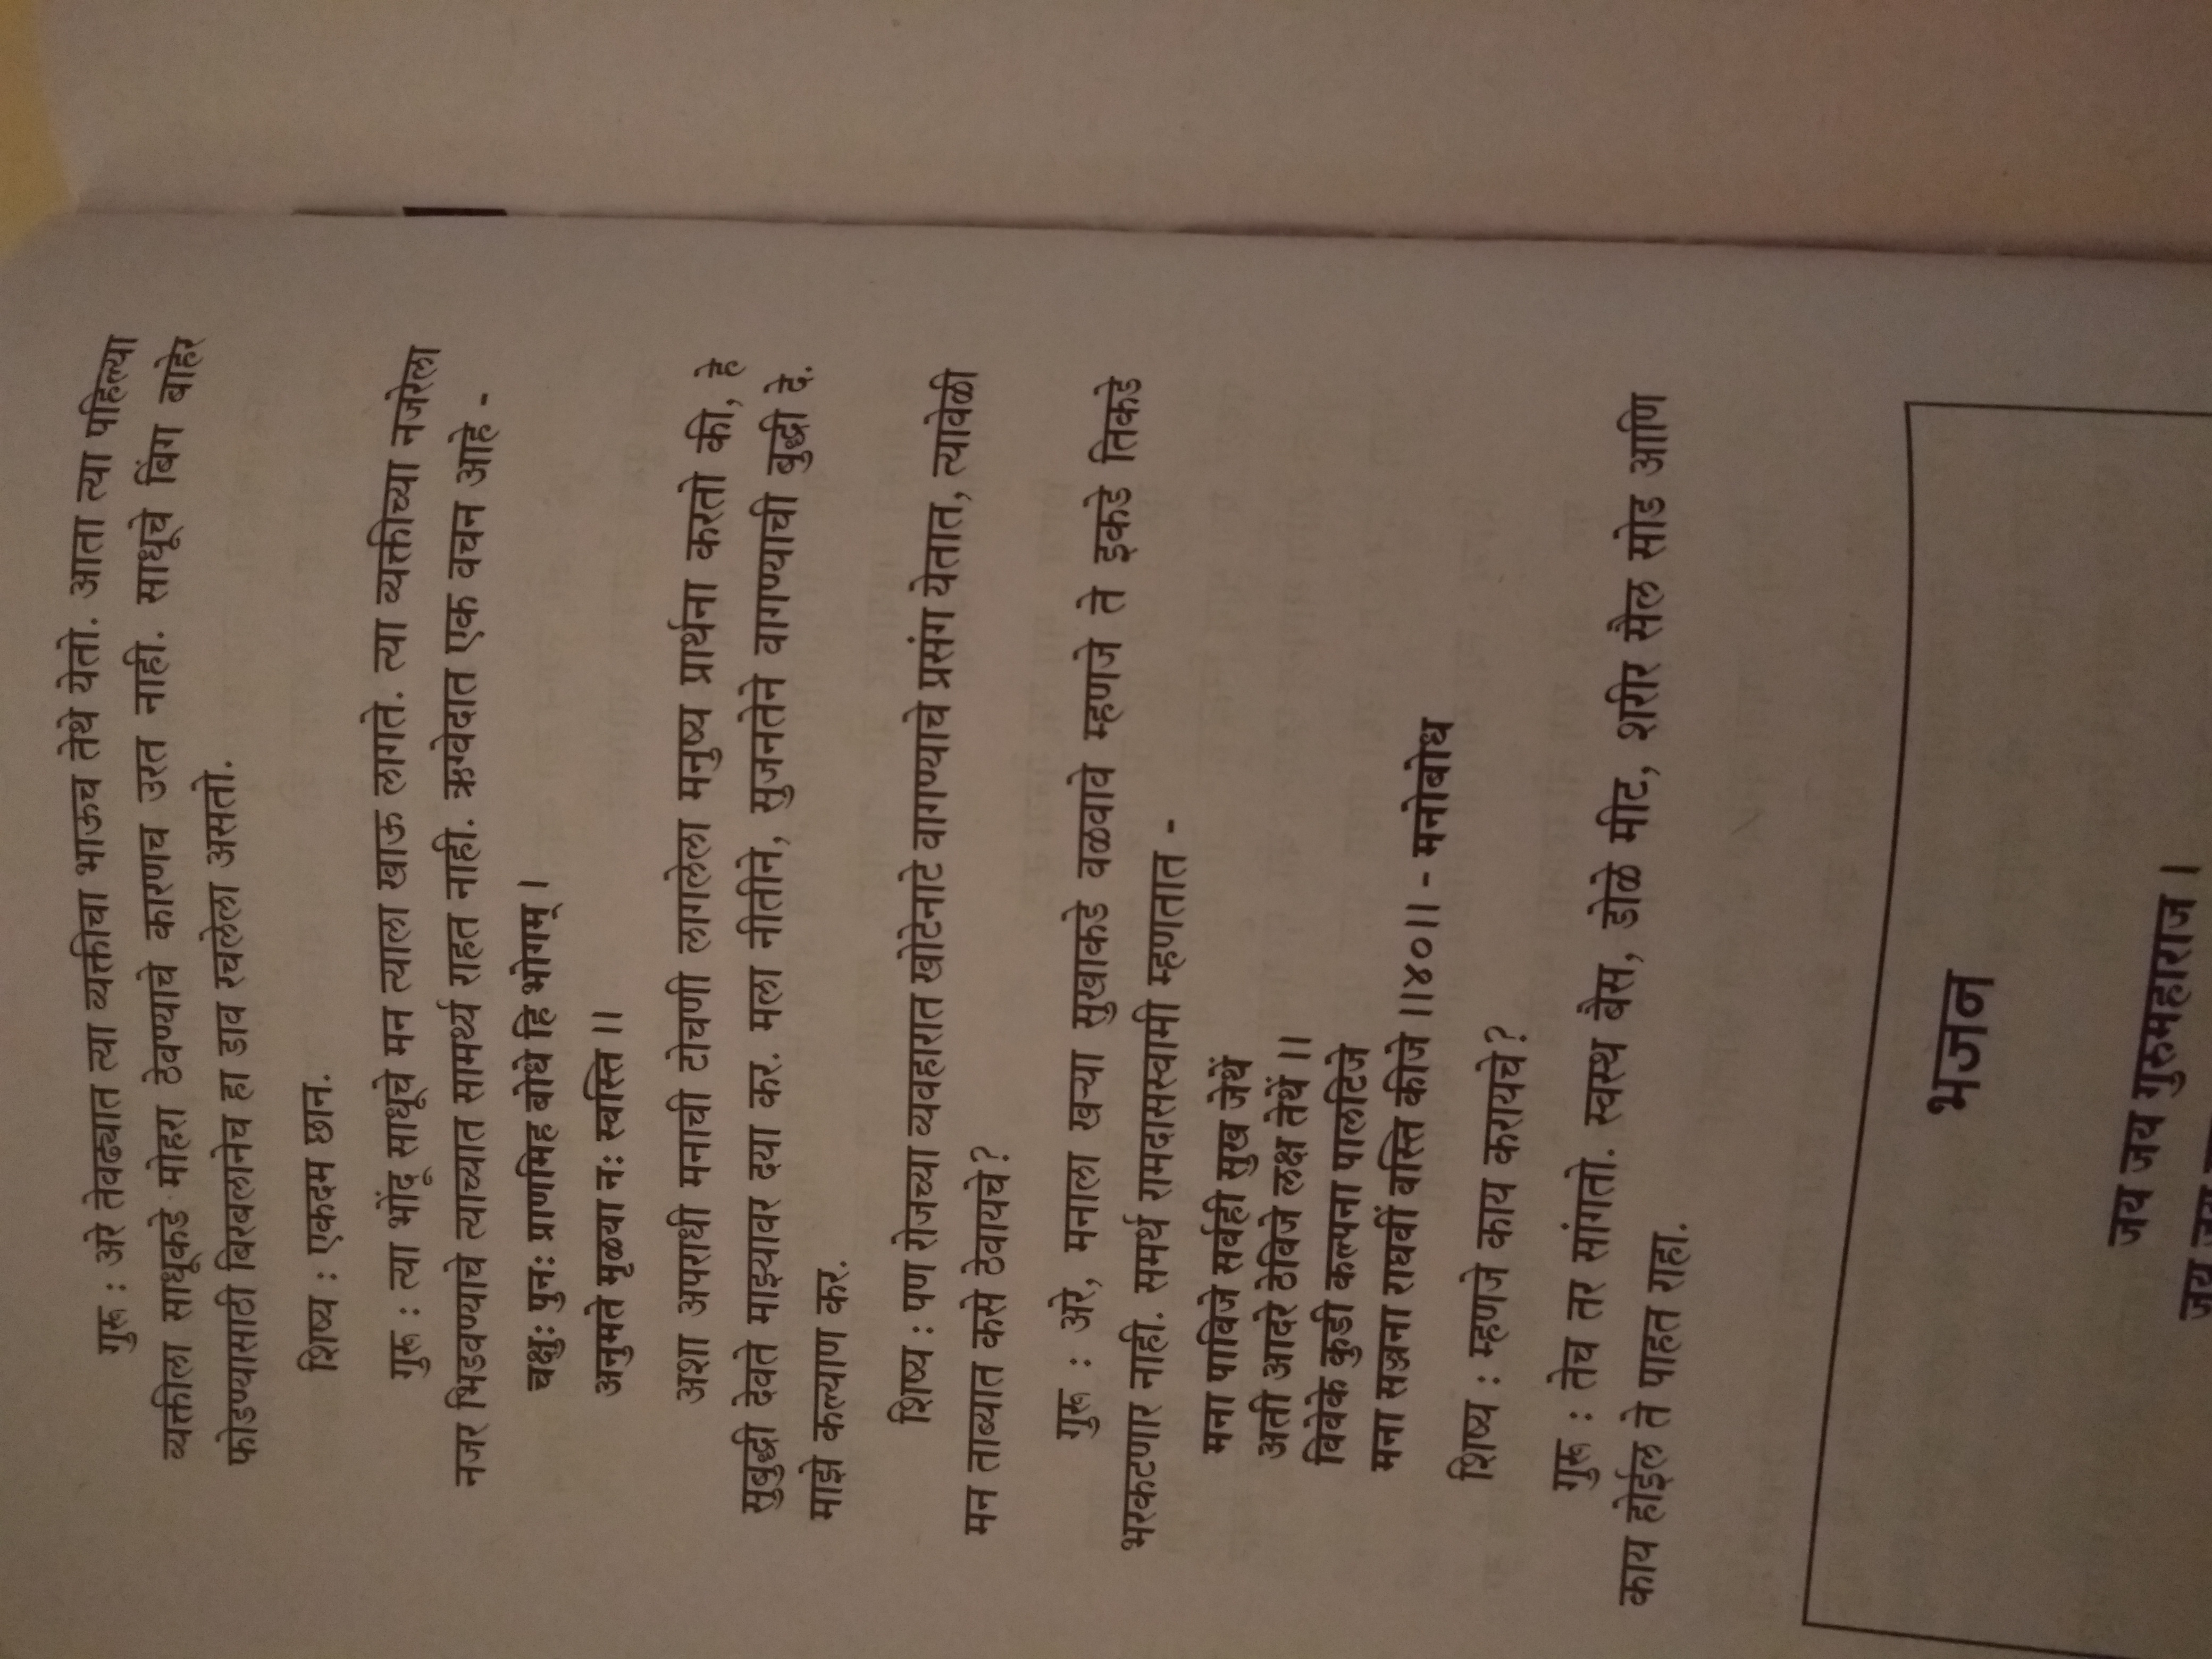 गुरू : अरे तेवढ्यात त्या व्यक्तीचा भाऊच तेथे येतो. आता त्या पहिल्या
व्यक्तीला साधूकडे मोहरा ठेवण्याचे कारणच उरत नाही. साधूचे बिंग बाहेर
फोडण्यासाठी विरवलनेच हा डाव रचलेला असतो.
शिष्य : एकदम छान.
गुरू : त्या भोंदू साधूचे मन त्याला खाऊ लागते. त्या व्यक्तीच्या नजरेला
नजर भिडवण्याचे त्याच्यात सामर्थ्य राहत नाही. ऋग्वेदात एक वचन आहे -
चक्षुः पुनः प्राणमिह बोधे हि भोगम् ।
अनुमते मृळया नः स्वस्ति ।।
अशा अपराधी मनाची टोचणी लागलेला मनुष्य प्रार्थना करतो की, हे
सुबुद्धी देवते माझ्यावर दया कर. मला नीतीने, सुजनतेने वागण्याची बुद्धी दे.
माझे कल्याण कर.
शिष्य : पण रोजच्या व्यवहारात खोटेनाटे वागण्याचे प्रसंग येतात, त्यावेळी
मन ताब्यात कसे ठेवायचे?
गुरू : अरे, मनाला खऱ्या सुखाकडे वळवावे म्हणजे ते इकडे तिकडे
भरकटणार नाही. समर्थ रामदासस्वामी म्हणतात -
मना पाविजे सर्वही सुख जेथें
अती आदरें ठेविजे लक्ष तेथें ।।
विवेकें कुडी कल्पना पालटिजे
मना सज्जना राघवीं वस्ति कीजे ।।४०।। - मनोबोध
शिष्य : म्हणजे काय करायचे?
गुरू : तेच तर सांगतो. स्वस्थ बैस, डोळे मीट, शरीर सैल सोड आणि
काय होईल ते पाहत राहा.
भजन
जय जय गुरुमहाराज ।
जय जय